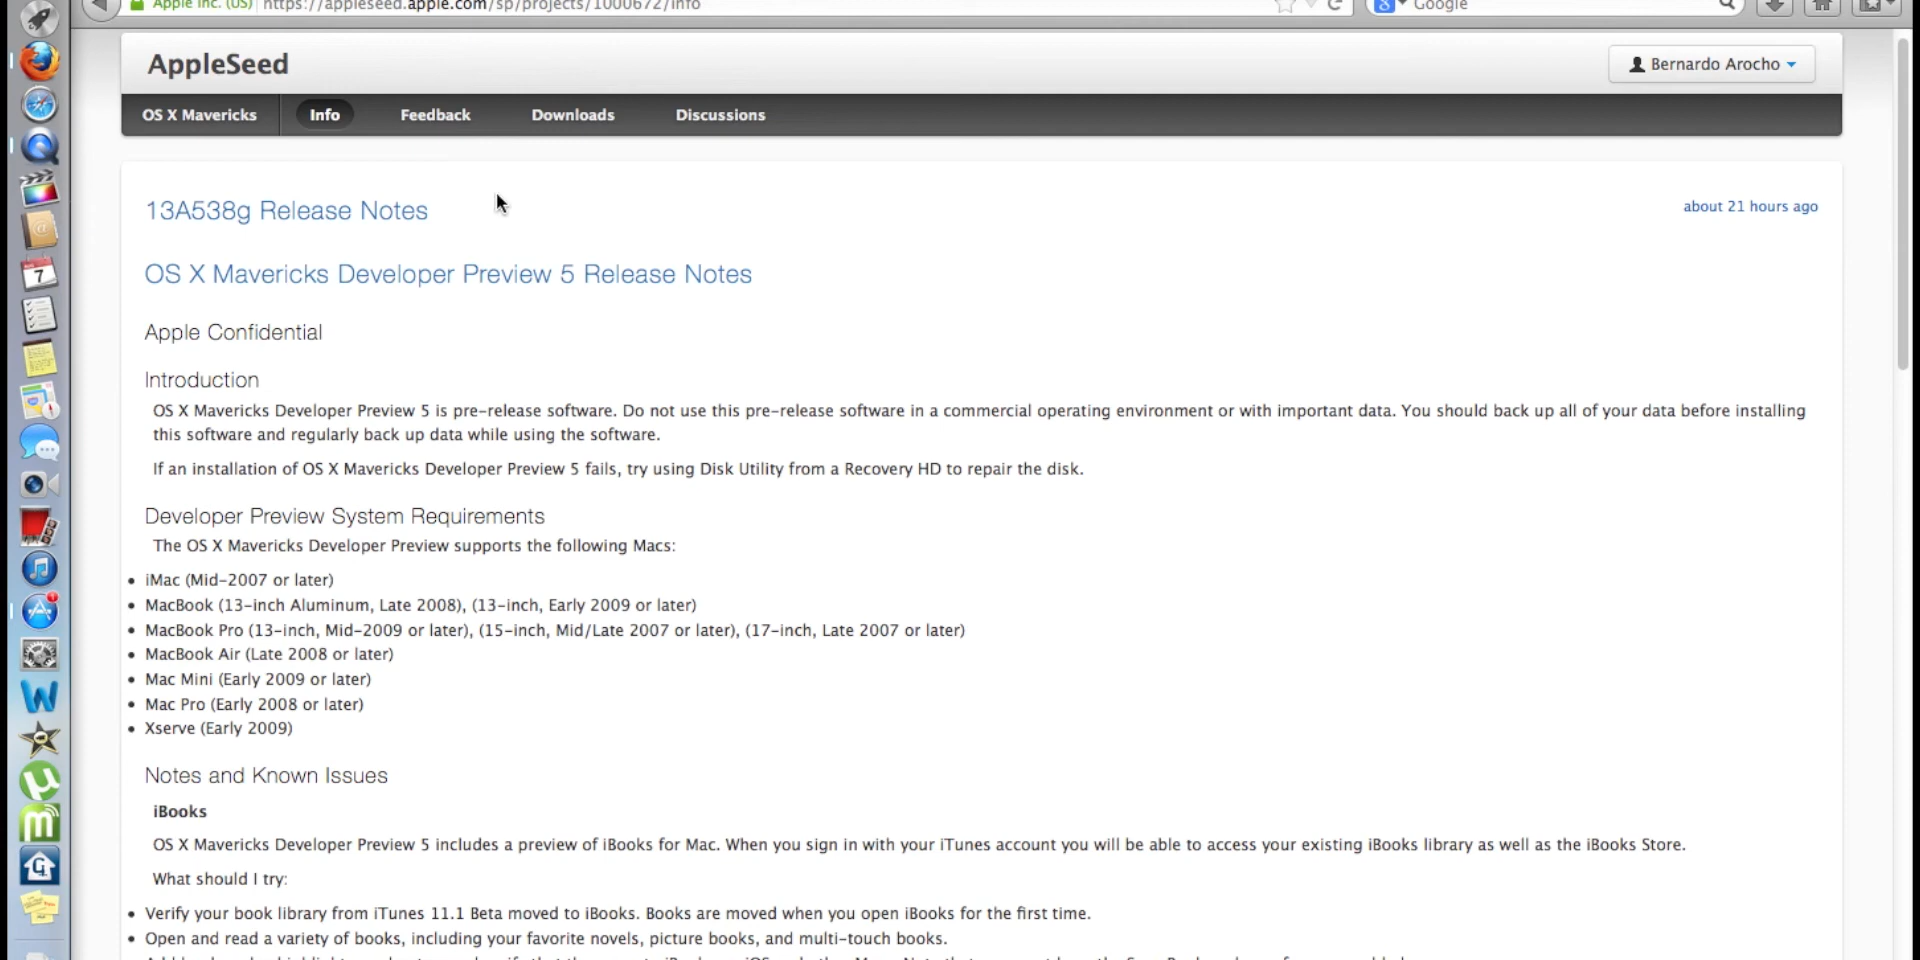 Apple Inc. (US) https://appleseed.apple.com/sp/projects/1000672/info
Google
AppleSeed
Bernardo Arocho
OS X Mavericks Info Feedback Downloads Discussions
13A538g Release Notes
about 21 hours ago
OS X Mavericks Developer Preview 5 Release Notes
Apple Confidential
Introduction
OS X Mavericks Developer Preview 5 is pre-release software. Do not use this pre-release software in a commercial operating environment or with important data. You should back up all of your data before installing
this software and regularly back up data while using the software.
If an installation of OS X Mavericks Developer Preview 5 fails, try using Disk Utility from a Recovery HD to repair the disk.
Developer Preview System Requirements
The OS X Mavericks Developer Preview supports the following Macs:
• iMac (Mid-2007 or later)
• MacBook (13-inch Aluminum, Late 2008), (13-inch, Early 2009 or later)
• MacBook Pro (13-inch, Mid-2009 or later), (15-inch, Mid/Late 2007 or later), (17-inch, Late 2007 or later)
• MacBook Air (Late 2008 or later)
• Mac Mini (Early 2009 or later)
• Mac Pro (Early 2008 or later)
• Xserve (Early 2009)
Notes and Known Issues
iBooks
OS X Mavericks Developer Preview 5 includes a preview of iBooks for Mac. When you sign in with your iTunes account you will be able to access your existing iBooks library as well as the iBooks Store.
What should I try:
• Verify your book library from iTunes 11.1 Beta moved to iBooks. Books are moved when you open iBooks for the first time.
• Open and read a variety of books, including your favorite novels, picture books, and multi-touch books.